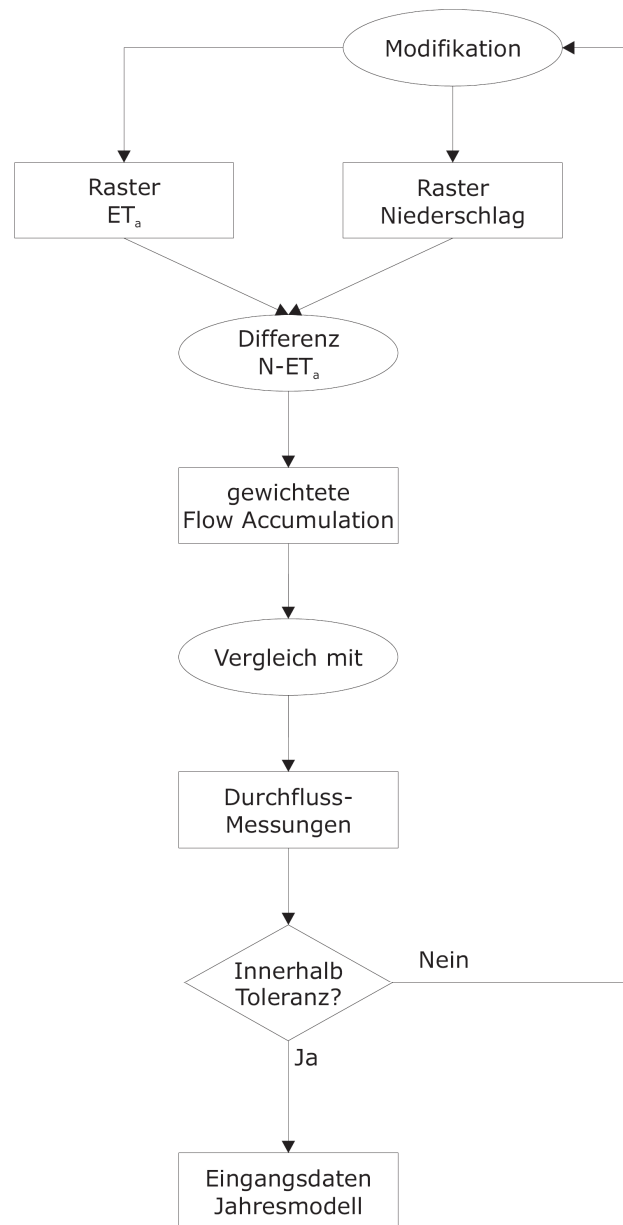 Modifikation
Raster
ETₐ
Raster
Niederschlag
Differenz
N-ETₐ
gewichtete
Flow Accumulation
Vergleich mit
Durchfluss-
Messungen
Innerhalb
Toleranz?
Nein
Ja
Eingangsdaten
Jahresmodell